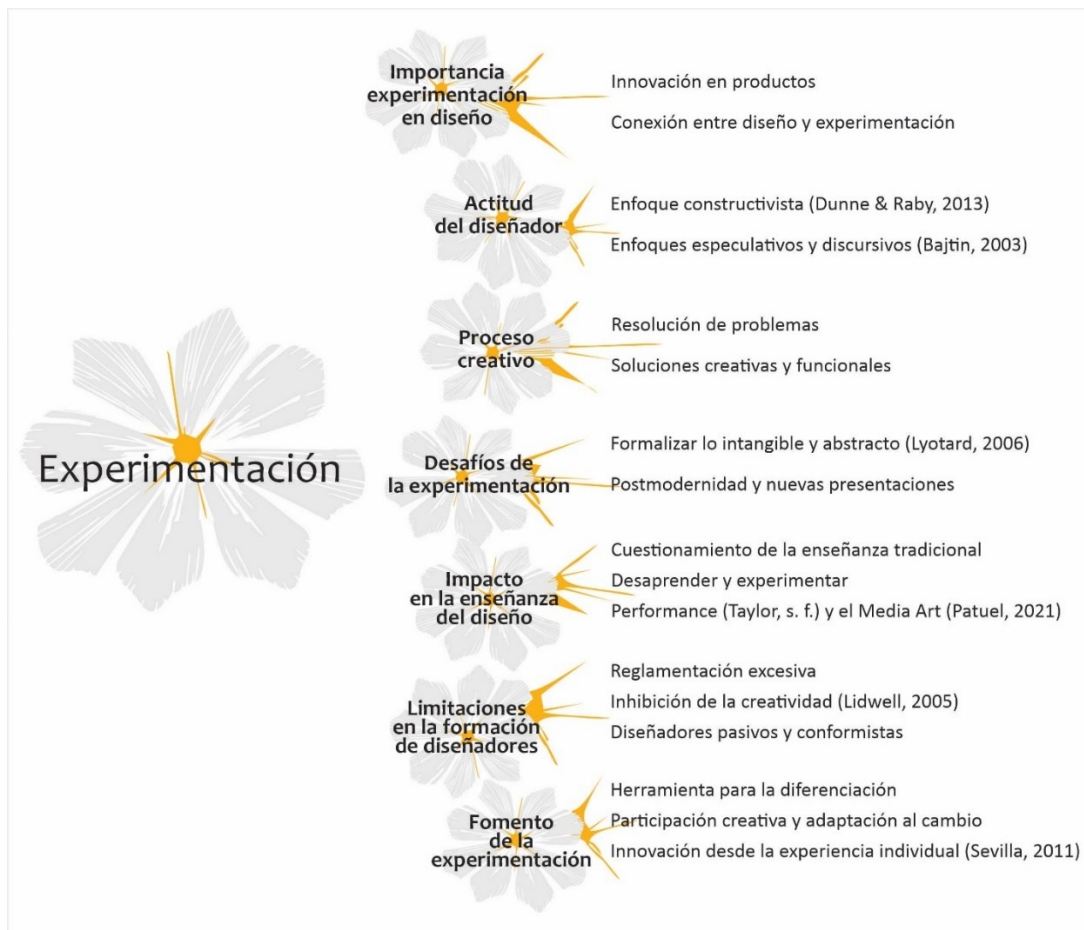 Experimentación
Importancia
experimentación
en diseño
Innovación en productos
Conexión entre diseño y experimentación
Actitud
del diseñador
Enfoque constructivista (Dunne & Raby, 2013)
Enfoques especulativos y discursivos (Bajtin, 2003)
Proceso
creativo
Resolución de problemas
Soluciones creativas y funcionales
Desafíos de
la experimentación
Formalizar lo intangible y abstracto (Lyotard, 2006)
Postmodernidad y nuevas presentaciones
Impacto
en la enseñanza
del diseño
Cuestionamiento de la enseñanza tradicional
Desaprender y experimentar
Performance (Taylor, s. f.) y el Media Art (Patuel, 2021)
Limitaciones
en la formación
de diseñadores
Reglamentación excesiva
Inhibición de la creatividad (Lidwell, 2005)
Diseñadores pasivos y conformistas
Fomento
de la
experimentación
Herramienta para la diferenciación
Participación creativa y adaptación al cambio
Innovación desde la experiencia individual (Sevilla, 2011)